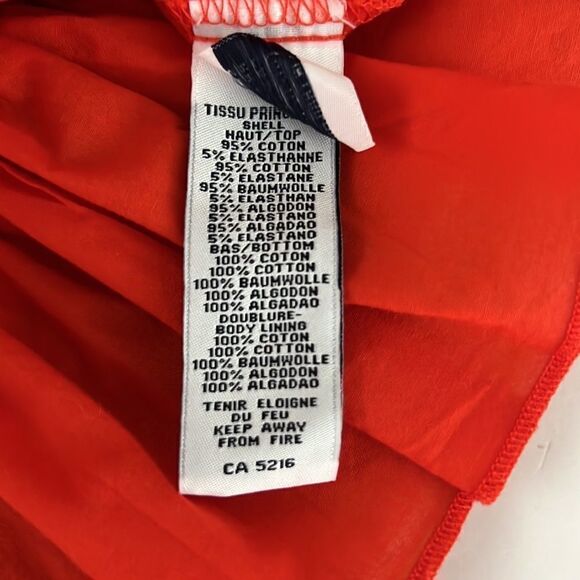 TISSU
SHELL
HAUT/TOP
95% COTON
5% ELASTHANNE
95% COTTON
5% ELASTANE
95% BAUMWOLLE
5% ELASTHAN
95% ALGODON
5% ELASTANO
95% ALGADAO
5% ELASTANO
BAS/BOTTOM
100% COTON
100% COTTON
100% BAUMWOLLE
100% ALGODON
100% ALGADAO
DOUBLURE-
BODY LINING
100% COTON
100% COTTON
100% BAUMWOLLE
100% ALGODON
100% ALGADAO
TENIR ELOIGNE
DU FEU
KEEP AWAY
FROM FIRE
CA 5216